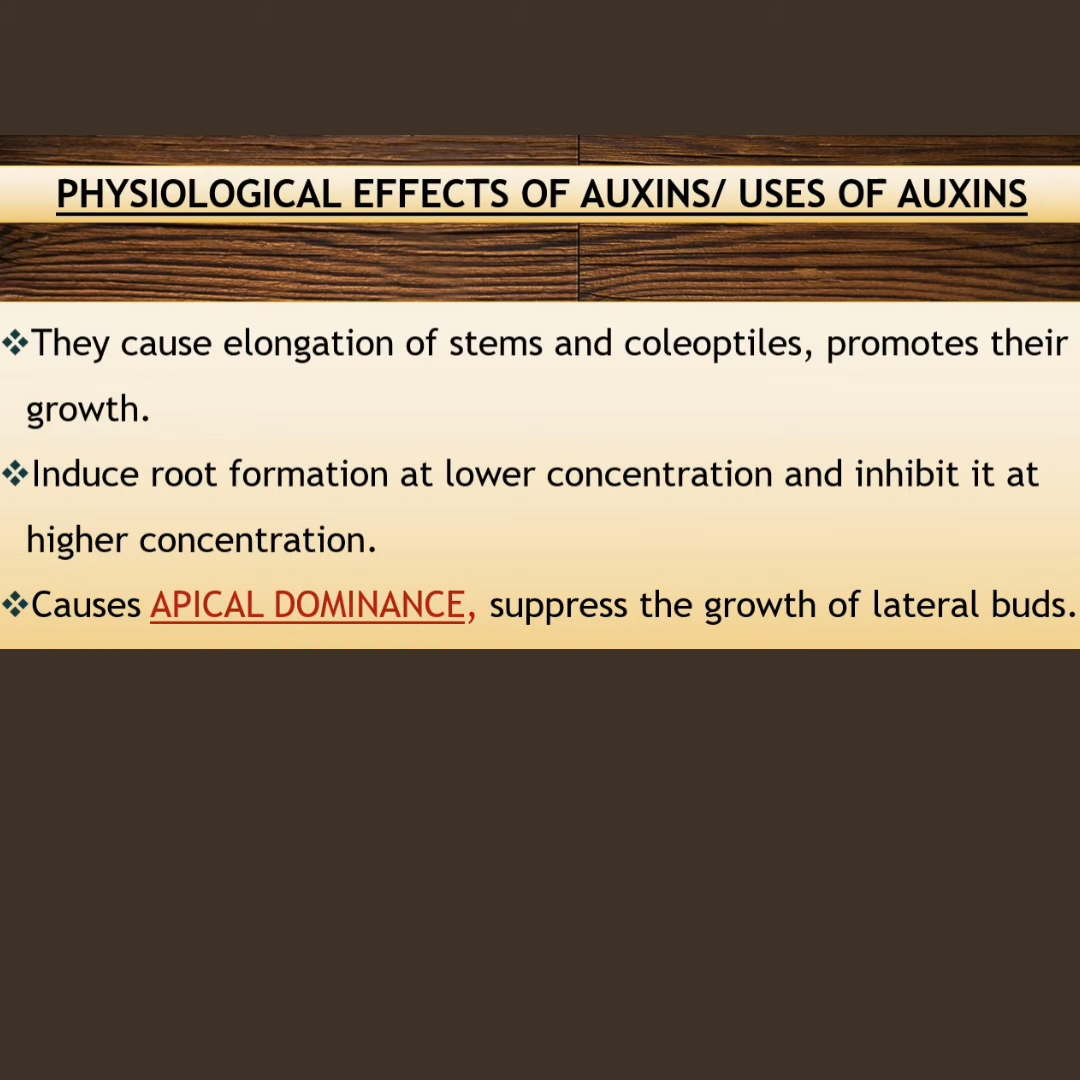 PHYSIOLOGICAL EFFECTS OF AUXINS/ USES OF AUXINS
❖They cause elongation of stems and coleoptiles, promotes their
growth.
❖Induce root formation at lower concentration and inhibit it at
higher concentration.
❖Causes APICAL DOMINANCE, suppress the growth of lateral buds.